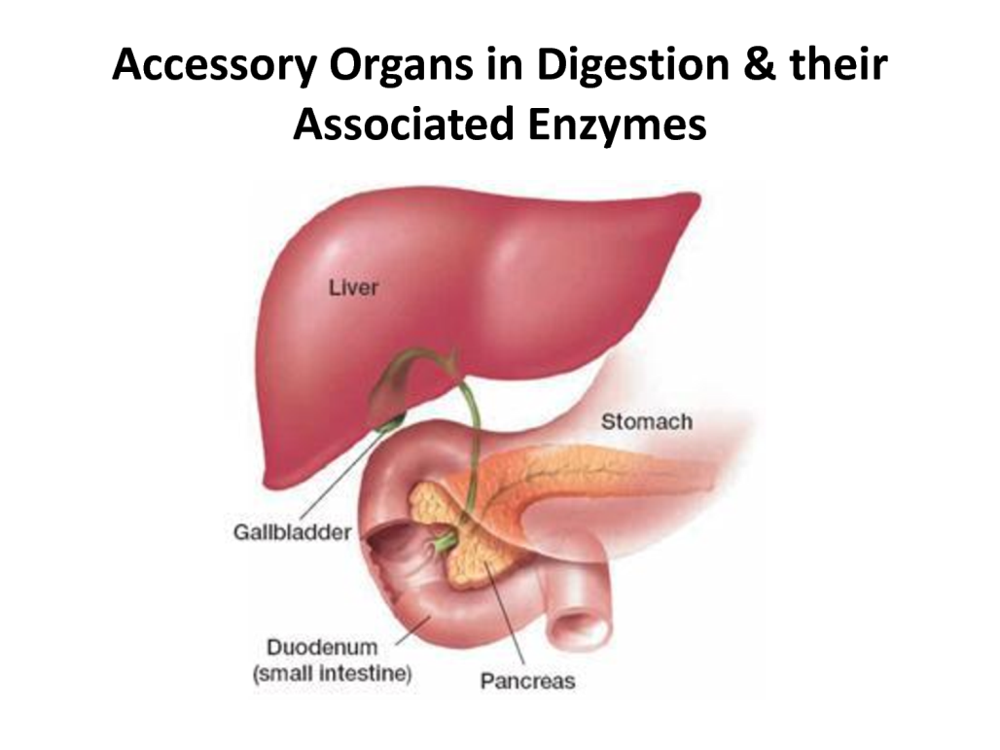 Accessory Organs in Digestion & their
Associated Enzymes
Liver
Stomach
Gallbladder
Duodenum
(small intestine)
Pancreas